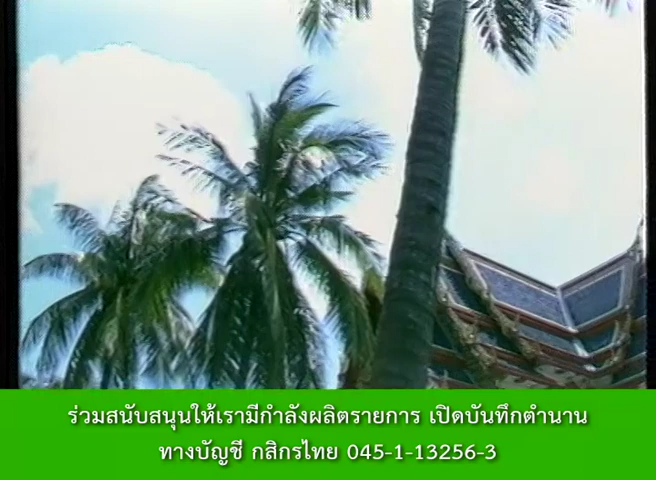 ร่วมสนับสนุนให้เรามีกำลังผลิตรายการ เปิดบันทึกตำนาน
ทางบัญชี กสิกรไทย 045-1-13256-3